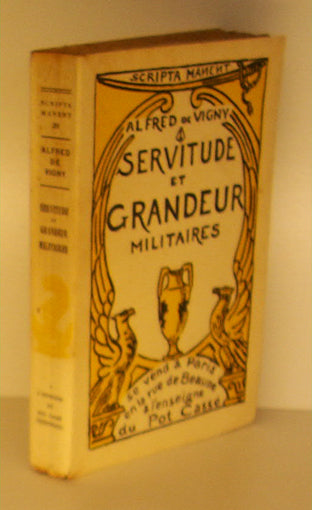 SCRIPTA MANENT
ALFRED DE VIGNY
SERVITUDE
ET
GRANDEUR
MILITAIRES
se vend à Paris
en la rue de Beaune
à l'enseigne
du Pot Cassé
SCRIPTA
MANENT
ALFRED
DE
VIGNY
SERVITUDE
ET
GRANDEUR
MILITAIRES